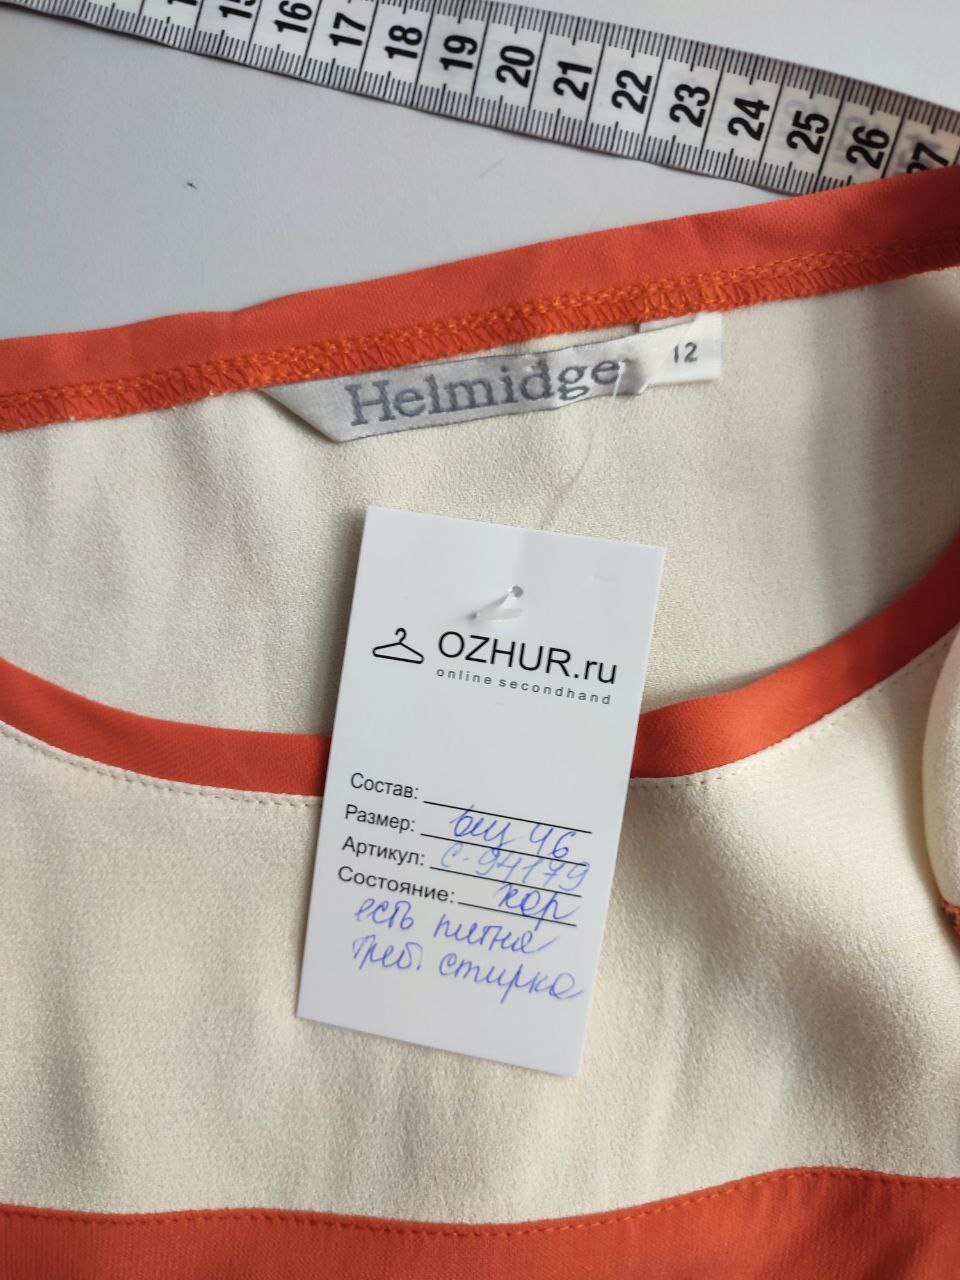 15 16 17 18 19 20 21 22 23 24 25 26 27
Helmidge
12
OZHUR.ru
online secondhand
Состав:
Размер: 46
Артикул: С-94179
Состояние: хор
есть пятна
треб. стирка